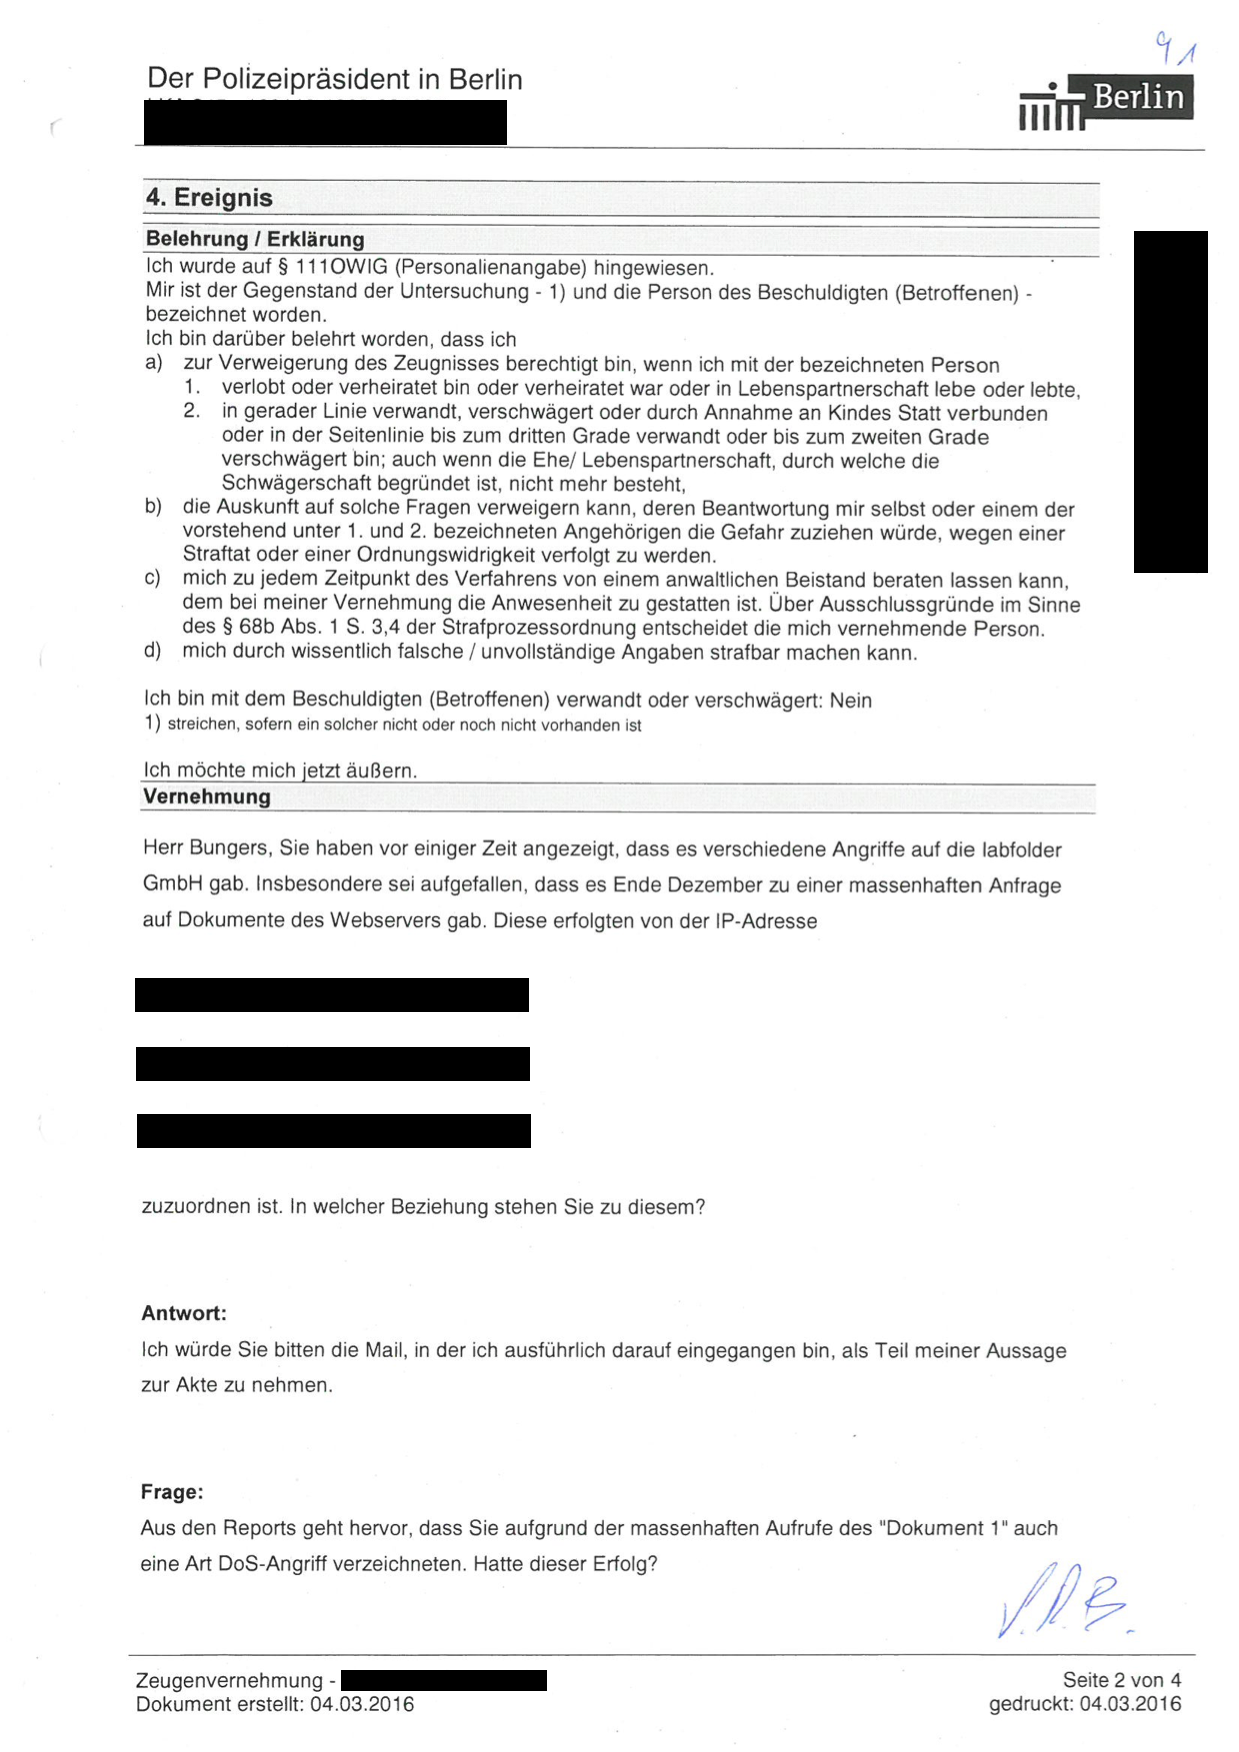 91
Der Polizeipräsident in Berlin
Berlin
4. Ereignis
Belehrung / Erklärung
Ich wurde auf § 111OWIG (Personalienangabe) hingewiesen.
Mir ist der Gegenstand der Untersuchung - 1) und die Person des Beschuldigten (Betroffenen) -
bezeichnet worden.
Ich bin darüber belehrt worden, dass ich
a) zur Verweigerung des Zeugnisses berechtigt bin, wenn ich mit der bezeichneten Person
1. verlobt oder verheiratet bin oder verheiratet war oder in Lebenspartnerschaft lebe oder lebte,
2. in gerader Linie verwandt, verschwägert oder durch Annahme an Kindes Statt verbunden
oder in der Seitenlinie bis zum dritten Grade verwandt oder bis zum zweiten Grade
verschwägert bin; auch wenn die Ehe/ Lebenspartnerschaft, durch welche die
Schwägerschaft begründet ist, nicht mehr besteht,
b) die Auskunft auf solche Fragen verweigern kann, deren Beantwortung mir selbst oder einem der
vorstehend unter 1. und 2. bezeichneten Angehörigen die Gefahr zuziehen würde, wegen einer
Straftat oder einer Ordnungswidrigkeit verfolgt zu werden.
c) mich zu jedem Zeitpunkt des Verfahrens von einem anwaltlichen Beistand beraten lassen kann,
dem bei meiner Vernehmung die Anwesenheit zu gestatten ist. Über Ausschlussgründe im Sinne
des § 68b Abs. 1 S. 3,4 der Strafprozessordnung entscheidet die mich vernehmende Person.
d) mich durch wissentlich falsche / unvollständige Angaben strafbar machen kann.
Ich bin mit dem Beschuldigten (Betroffenen) verwandt oder verschwägert: Nein
1) streichen, sofern ein solcher nicht oder noch nicht vorhanden ist
Ich möchte mich jetzt äußern.
Vernehmung
Herr Bungers, Sie haben vor einiger Zeit angezeigt, dass es verschiedene Angriffe auf die labfolder
GmbH gab. Insbesondere sei aufgefallen, dass es Ende Dezember zu einer massenhaften Anfrage
auf Dokumente des Webservers gab. Diese erfolgten von der IP-Adresse
zuzuordnen ist. In welcher Beziehung stehen Sie zu diesem?
Antwort:
Ich würde Sie bitten die Mail, in der ich ausführlich darauf eingegangen bin, als Teil meiner Aussage
zur Akte zu nehmen.
Frage:
Aus den Reports geht hervor, dass Sie aufgrund der massenhaften Aufrufe des "Dokument 1" auch
eine Art DoS-Angriff verzeichneten. Hatte dieser Erfolg?
Zeugenvernehmung -
Seite 2 von 4
Dokument erstellt: 04.03.2016
gedruckt: 04.03.2016